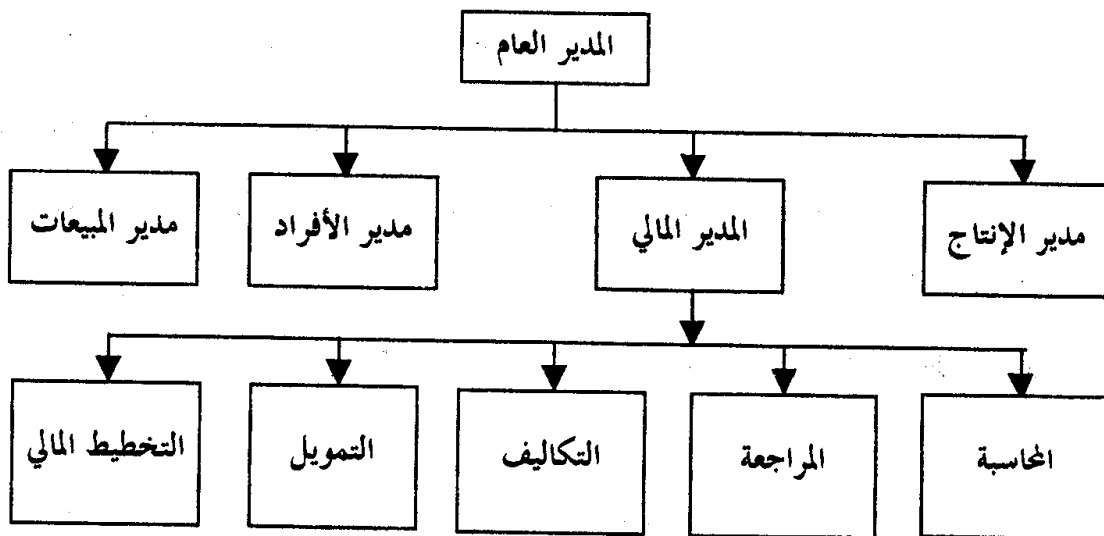 المدير العام
مدير الإنتاج
المدير المالي
مدير الأفراد
مدير المبيعات
المحاسبة
المراجعة
التكاليف
التمويل
التخطيط المالي